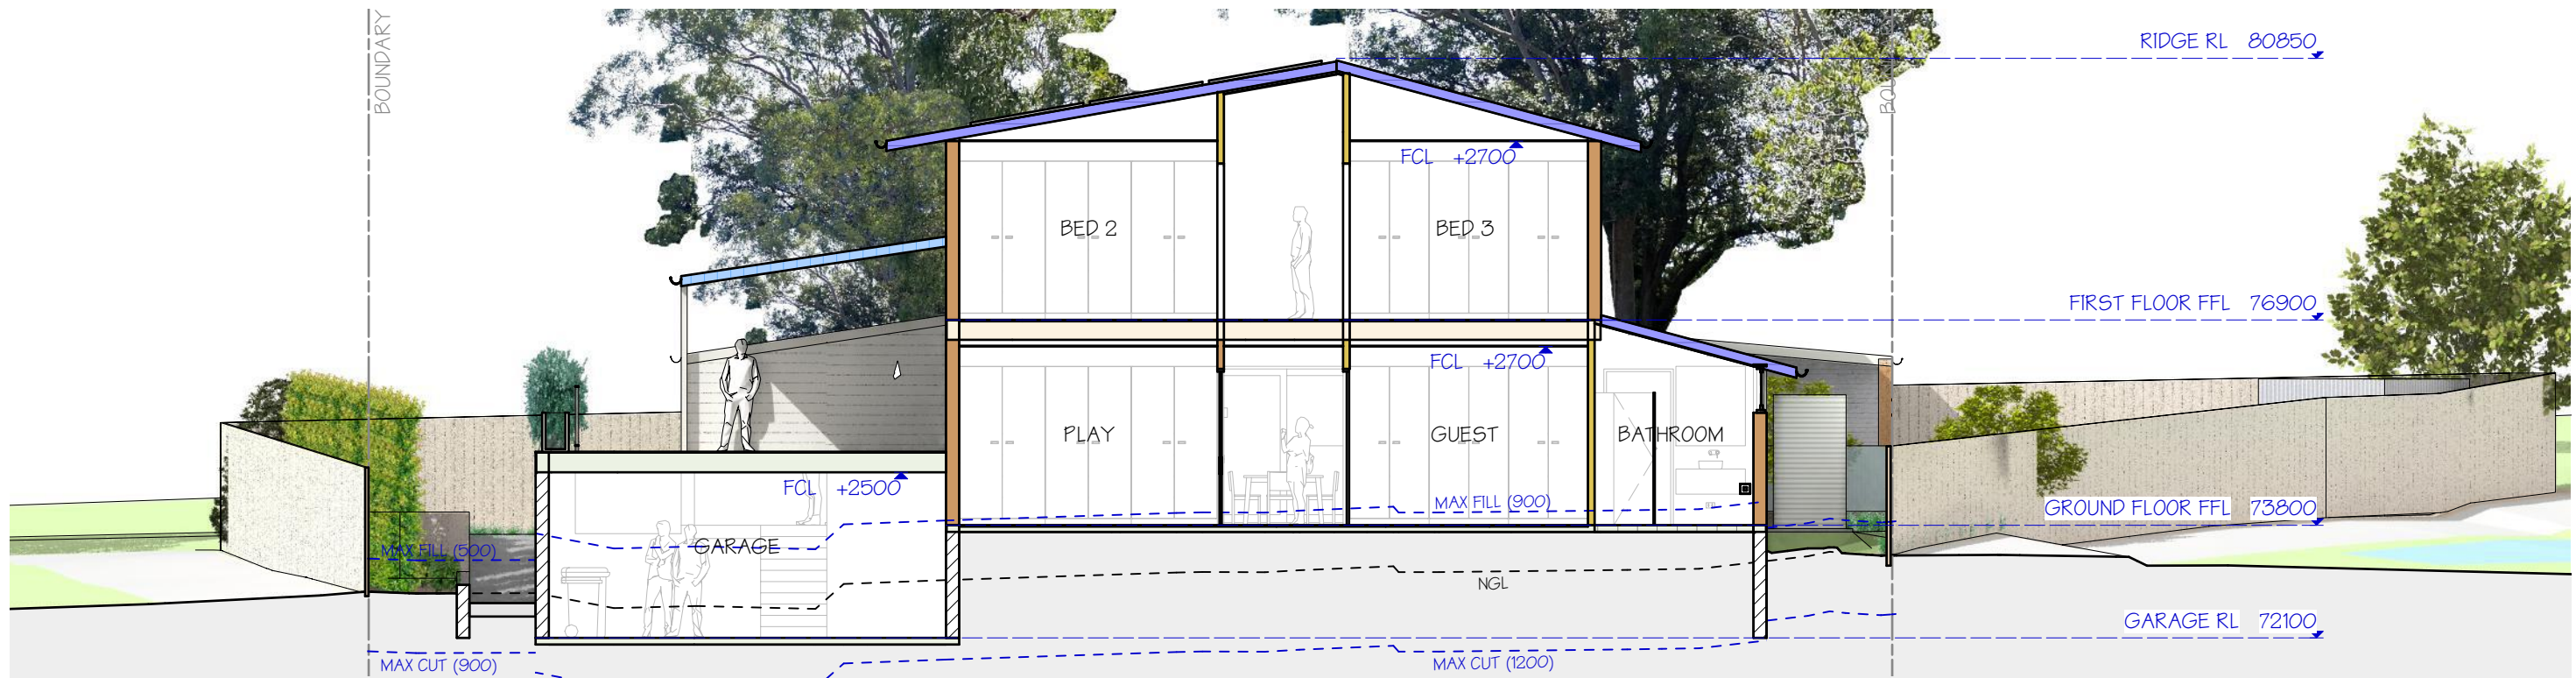 BOUNDARY
BOU
RIDGE RL 80850
FCL +2700
BED 2
BED 3
FIRST FLOOR FFL 76900
FCL +2700
PLAY
GUEST
BATHROOM
FCL +2500
MAX FILL (900)
GROUND FLOOR FFL 73800
GARAGE
MAX FILL (500)
NGL
GARAGE RL 72100
MAX CUT (900)
MAX CUT (1200)